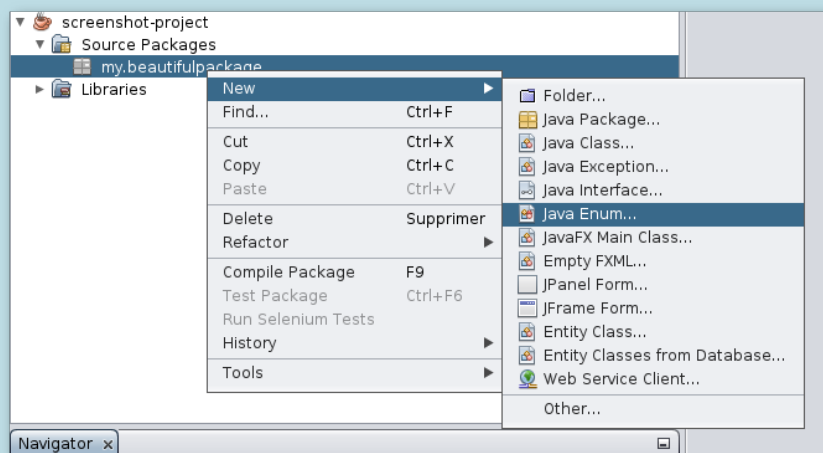 screenshot-project
Source Packages
my.beautifulpackage
Libraries
New
Find... Ctrl+F
Cut Ctrl+X
Copy Ctrl+C
Paste Ctrl+V
Delete Supprimer
Refactor
Compile Package F9
Test Package Ctrl+F6
Run Selenium Tests
History
Tools
Folder...
Java Package...
Java Class...
Java Exception...
Java Interface...
Java Enum...
JavaFX Main Class...
Empty FXML...
JPanel Form...
JFrame Form...
Entity Class...
Entity Classes from Database...
Web Service Client...
Other...
Navigator x